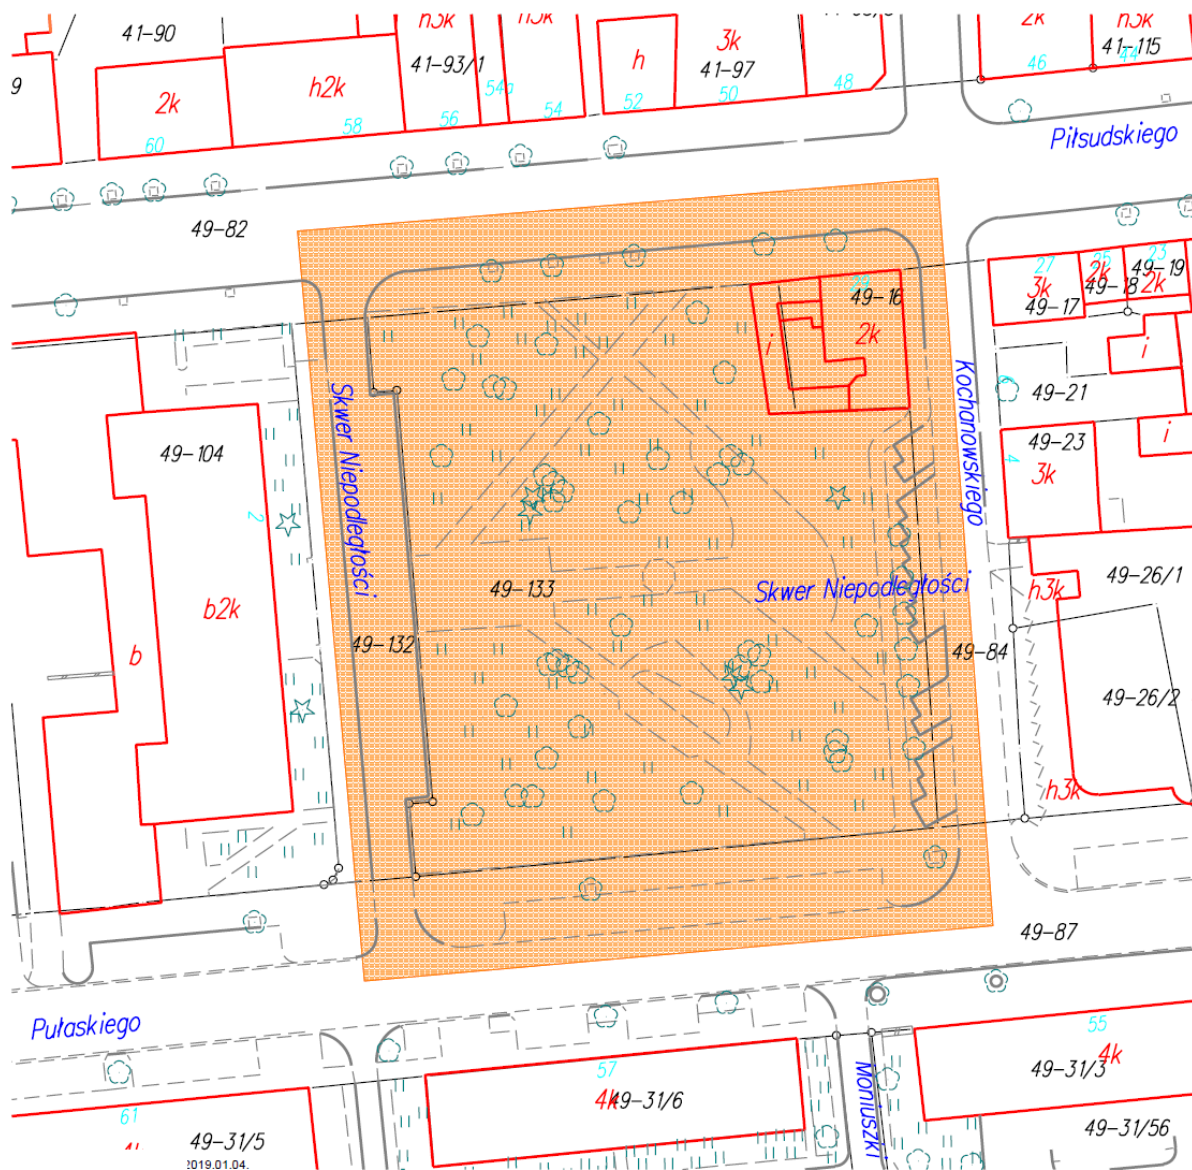 41-90
h3k
h3k
2k
h3k
9
2k
h2k
41-93/1
h
3k
41-97
41-115
46
44
48
50
52
54
54a
56
58
60
Piłsudskiego
49-82
27
25
23
3k
2k
2k
49-17
49-18
49-19
49-16
2k
i
i
Skwer Niepodległości
Kochanowskiego
49-21
49-23
3k
4
i
49-104
2
b2k
b
49-133
Skwer Niepodległości
49-132
49-84
h3k
49-26/1
49-26/2
h3k
49-87
Pułaskiego
57
55
4k
49-31/6
4k
49-31/3
Moniuszki
61
49-31/5
49-31/56
2019.01.04.